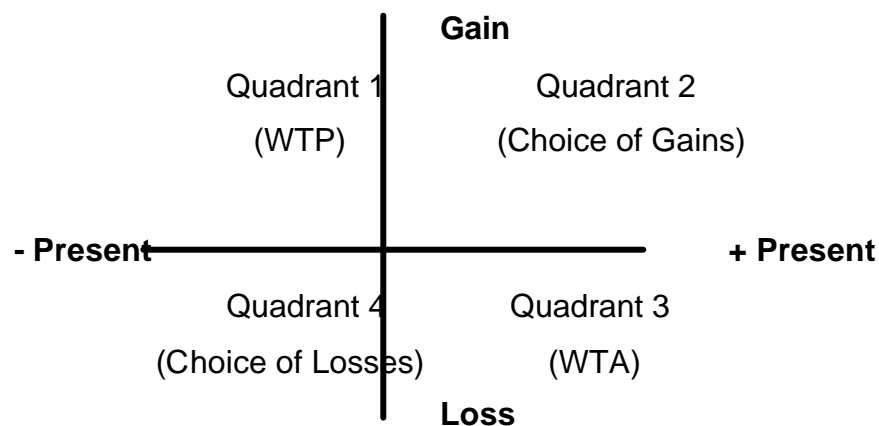 Gain
Quadrant 1 Quadrant 2
(WTP) (Choice of Gains)
- Present + Present
Quadrant 4 Quadrant 3
(Choice of Losses) (WTA)
Loss